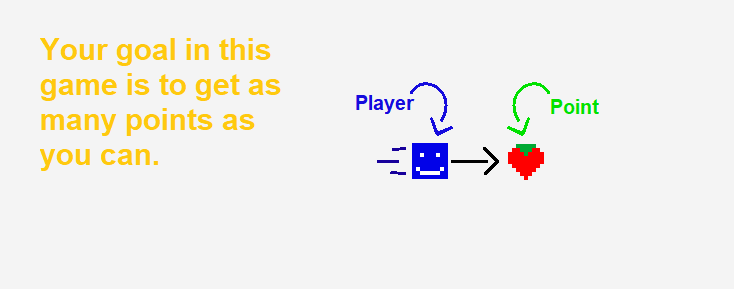 Your goal in this
game is to get as
many points as
you can.
Player
Point